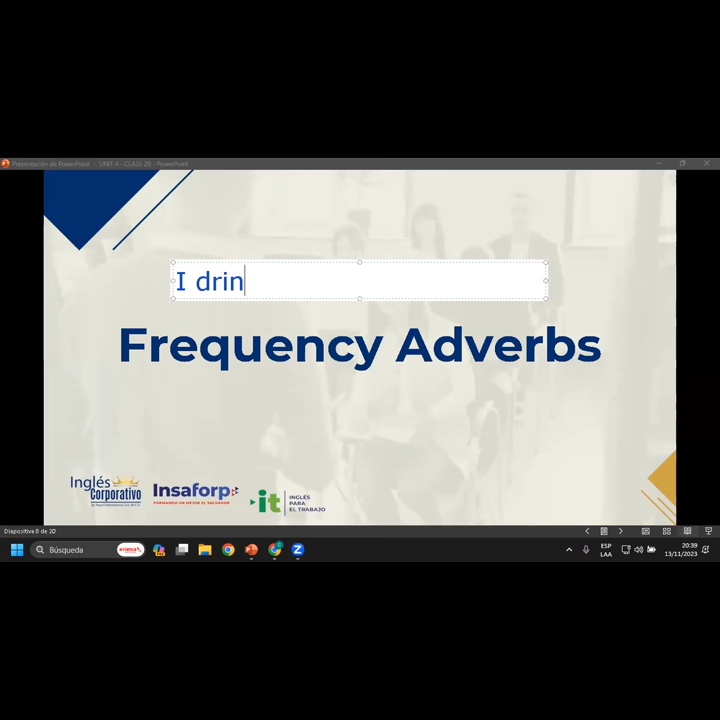 Presentación de PowerPoint - UNIT 4 - CLASS 20 - PowerPoint
I drin
Frequency Adverbs
Inglés
Corporativo
Insaforp
FORMANDO UN MEJOR EL SALVADOR
it
INGLÉS
PARA
EL TRABAJO
Diapositiva 8 de 20
Búsqueda
avianca
ESP
LAA
20:39
13/11/2023